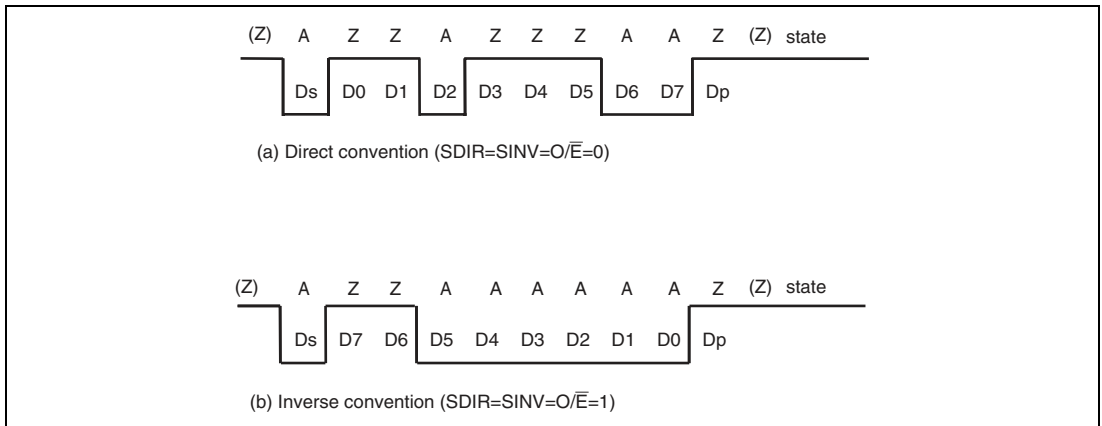 (Z) A Z Z A Z Z Z A A Z (Z) state
Ds D0 D1 D2 D3 D4 D5 D6 D7 Dp
(a) Direct convention (SDIR=SINV=O/E̅=0)
(Z) A Z Z A A A A A A Z (Z) state
Ds D7 D6 D5 D4 D3 D2 D1 D0 Dp
(b) Inverse convention (SDIR=SINV=O/E̅=1)